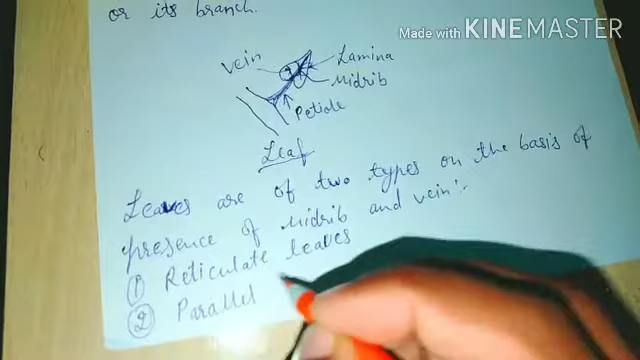 or its branch.
Made with KINEMASTER
vein
Lamina
Midrib
Petiole
Leaf
Leaves are of two types on the basis of
presence of Midrib and vein:-
① Reticulate leaves
② Parallel